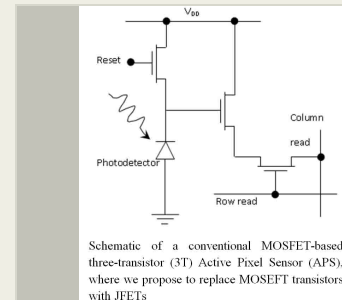 VDD
Reset
Column
read
Photodetector
Row read
Schematic of a conventional MOSFET-based
three-transistor (3T) Active Pixel Sensor (APS),
where we propose to replace MOSEFT transistors
with JFETs